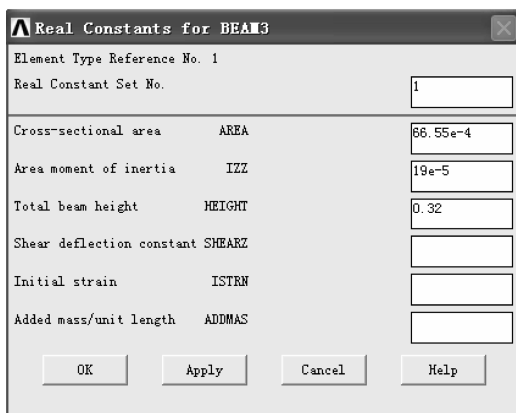 Real Constants for BEAM3
Element Type Reference No. 1
Real Constant Set No. 1
Cross-sectional area AREA 66.55e-4
Area moment of inertia IZZ 19e-5
Total beam height HEIGHT 0.32
Shear deflection constant SHEARZ
Initial strain ISTRN
Added mass/unit length ADDMAS
OK Apply Cancel Help